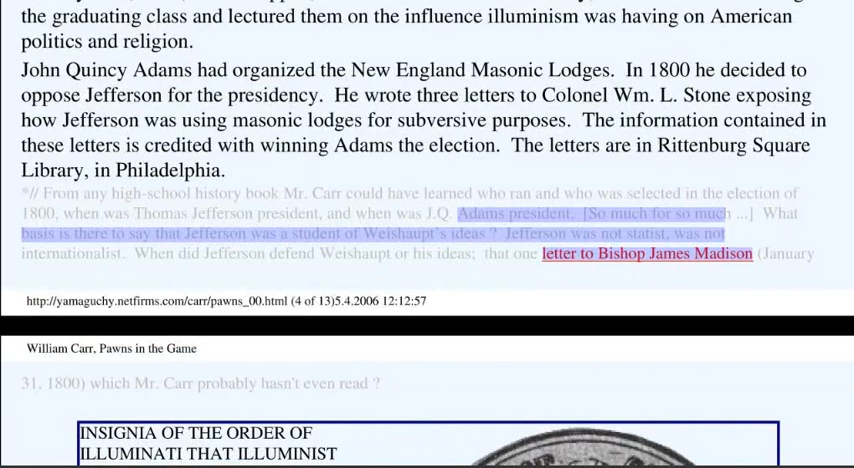 the graduating class and lectured them on the influence illuminism was having on American
politics and religion.
John Quincy Adams had organized the New England Masonic Lodges. In 1800 he decided to
oppose Jefferson for the presidency. He wrote three letters to Colonel Wm. L. Stone exposing
how Jefferson was using masonic lodges for subversive purposes. The information contained in
these letters is credited with winning Adams the election. The letters are in Rittenburg Square
Library, in Philadelphia.
*// From any high-school history book Mr. Carr could have learned who ran and who was selected in the election of
1800, when was Thomas Jefferson president, and when was J.Q. Adams president. [So much for so much ...] What
basis is there to say that Jefferson was a student of Weishaupt's ideas ? Jefferson was not statist, was not
internationalist. When did Jefferson defend Weishaupt or his ideas; that one letter to Bishop James Madison (January
http://yamaguchy.netfirms.com/carr/pawns_00.html (4 of 13)5.4.2006 12:12:57
William Carr, Pawns in the Game
31, 1800) which Mr. Carr probably hasn't even read ?
INSIGNIA OF THE ORDER OF
ILLUMINATI THAT ILLUMINIST